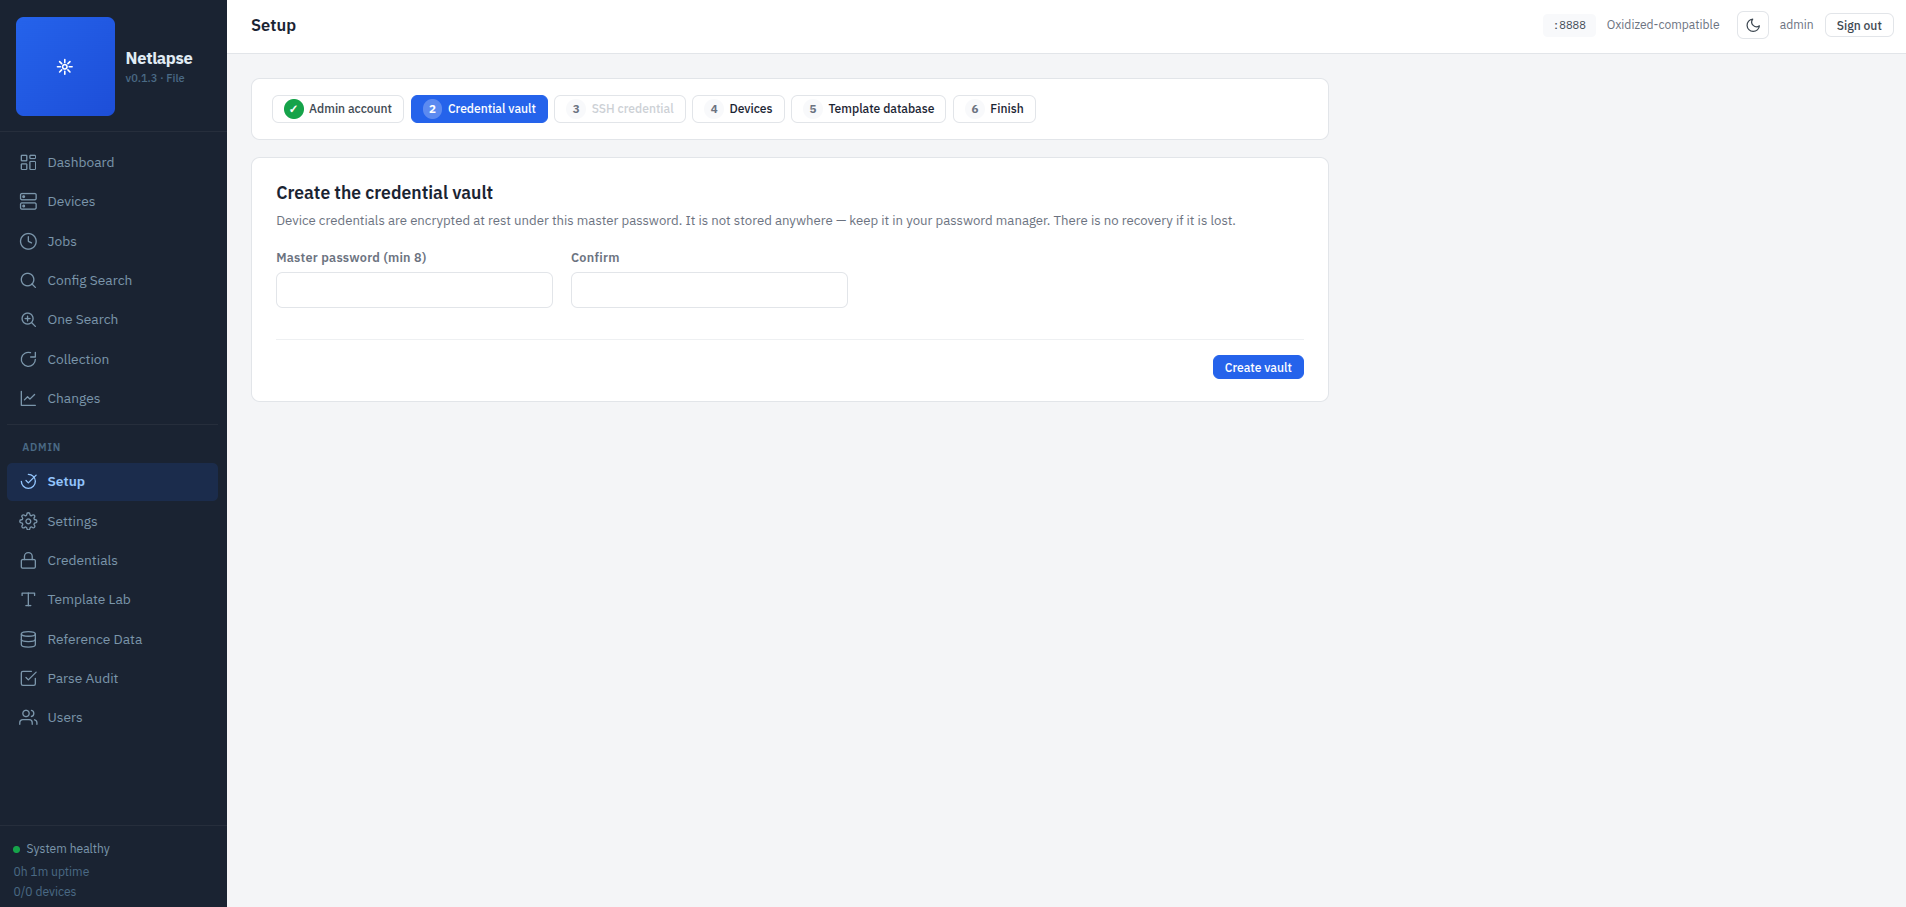 Netlapse
v0.1.3 · File
Dashboard
Devices
Jobs
Config Search
One Search
Collection
Changes
ADMIN
Setup
Settings
Credentials
Template Lab
Reference Data
Parse Audit
Users
System healthy
0h 1m uptime
0/0 devices
Setup
:8888 Oxidized-compatible admin Sign out
✓ Admin account 2 Credential vault 3 SSH credential 4 Devices 5 Template database 6 Finish
Create the credential vault
Device credentials are encrypted at rest under this master password. It is not stored anywhere — keep it in your password manager. There is no recovery if it is lost.
Master password (min 8) Confirm
Create vault